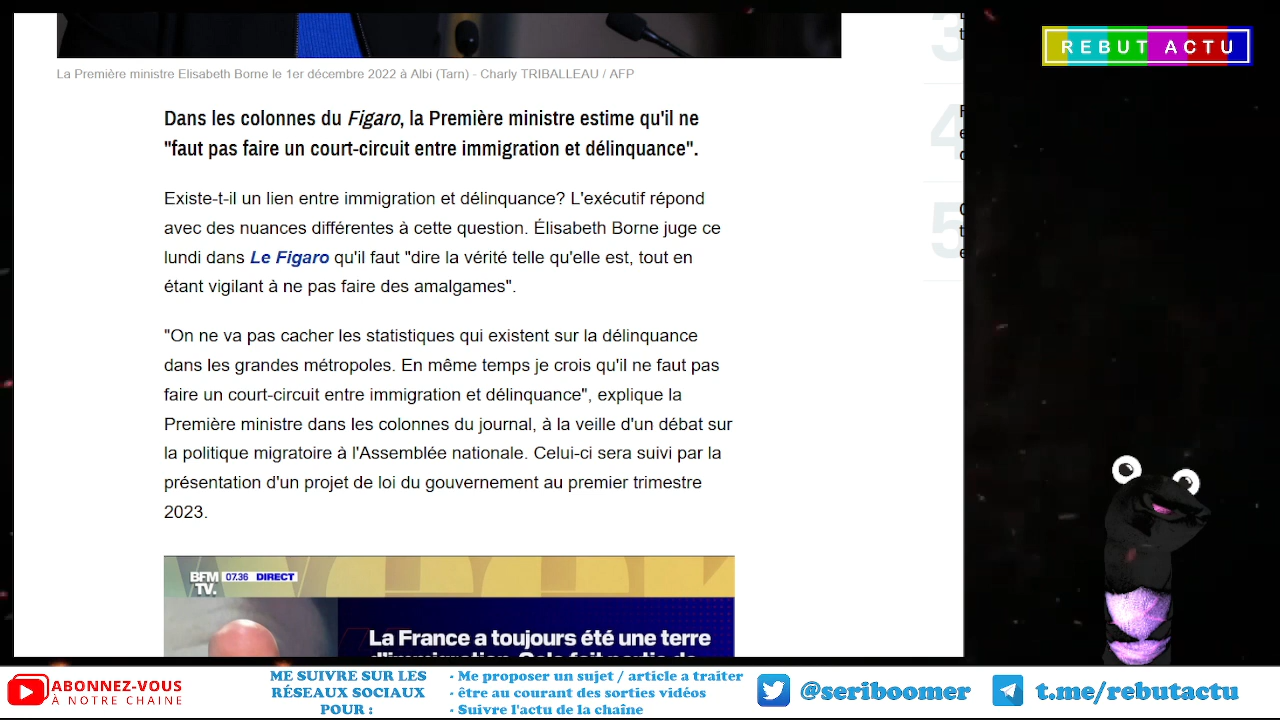 REBUT ACTU
La Première ministre Elisabeth Borne le 1er décembre 2022 à Albi (Tarn) - Charly TRIBALLEAU / AFP
3
4
5
Dans les colonnes du Figaro, la Première ministre estime qu'il ne
"faut pas faire un court-circuit entre immigration et délinquance".
Existe-t-il un lien entre immigration et délinquance? L'exécutif répond
avec des nuances différentes à cette question. Élisabeth Borne juge ce
lundi dans Le Figaro qu'il faut "dire la vérité telle qu'elle est, tout en
étant vigilant à ne pas faire des amalgames".
"On ne va pas cacher les statistiques qui existent sur la délinquance
dans les grandes métropoles. En même temps je crois qu'il ne faut pas
faire un court-circuit entre immigration et délinquance", explique la
Première ministre dans les colonnes du journal, à la veille d'un débat sur
la politique migratoire à l'Assemblée nationale. Celui-ci sera suivi par la
présentation d'un projet de loi du gouvernement au premier trimestre
2023.
BFM 07.36 DIRECT
TV.
La France a toujours été une terre
d'immigration. Cela fait partie de
ABONNEZ-VOUS
À NOTRE CHAINE
ME SUIVRE SUR LES
RÉSEAUX SOCIAUX
POUR :
- Me proposer un sujet / article a traiter
- être au courant des sorties vidéos
- Suivre l'actu de la chaîne
@seriboomer
t.me/rebutactu